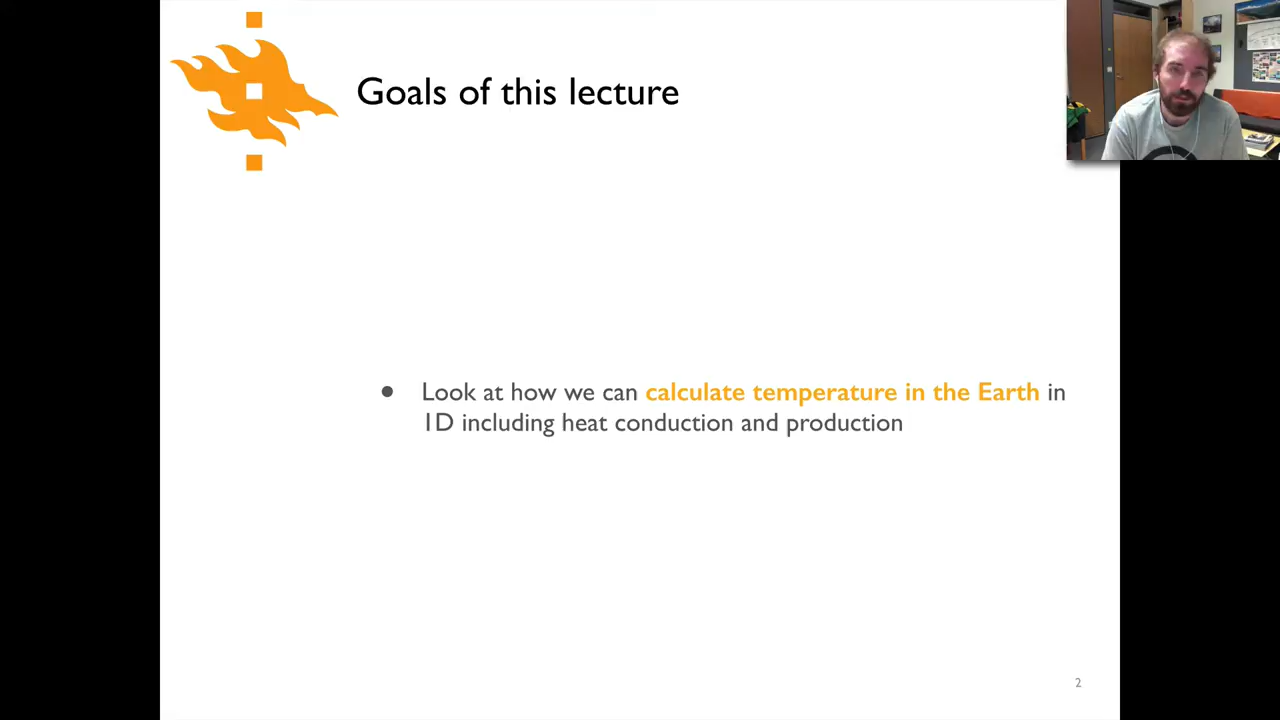 Goals of this lecture
● Look at how we can calculate temperature in the Earth in
1D including heat conduction and production
2